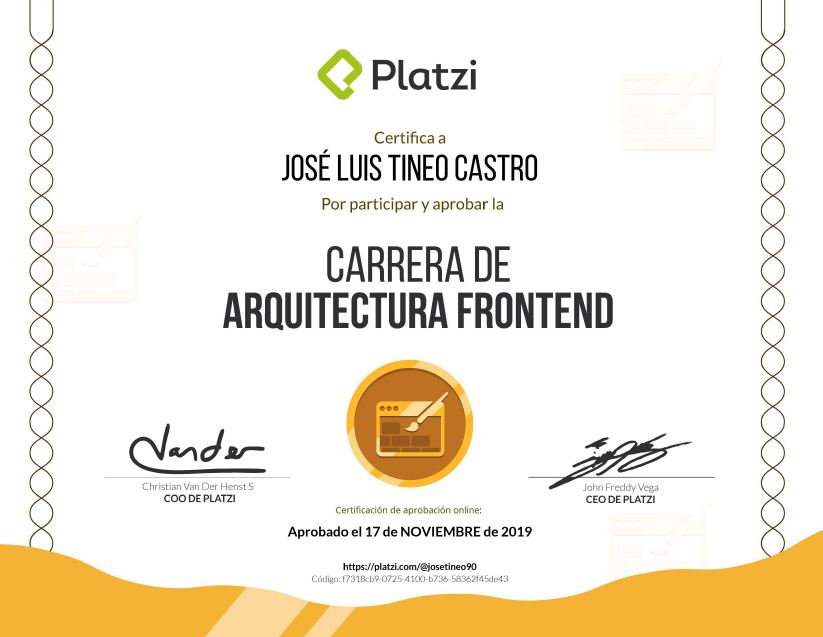 Platzi
Certifica a
JOSÉ LUIS TINEO CASTRO
Por participar y aprobar la
CARRERA DE
ARQUITECTURA FRONTEND
Vander
Christian Van Der Henst S
COO DE PLATZI
John Freddy Vega
CEO DE PLATZI
Certificación de aprobación online:
Aprobado el 17 de NOVIEMBRE de 2019
https://platzi.com/@josetineo90
Código: f7318cb9-0725-4100-b736-58362f45de43